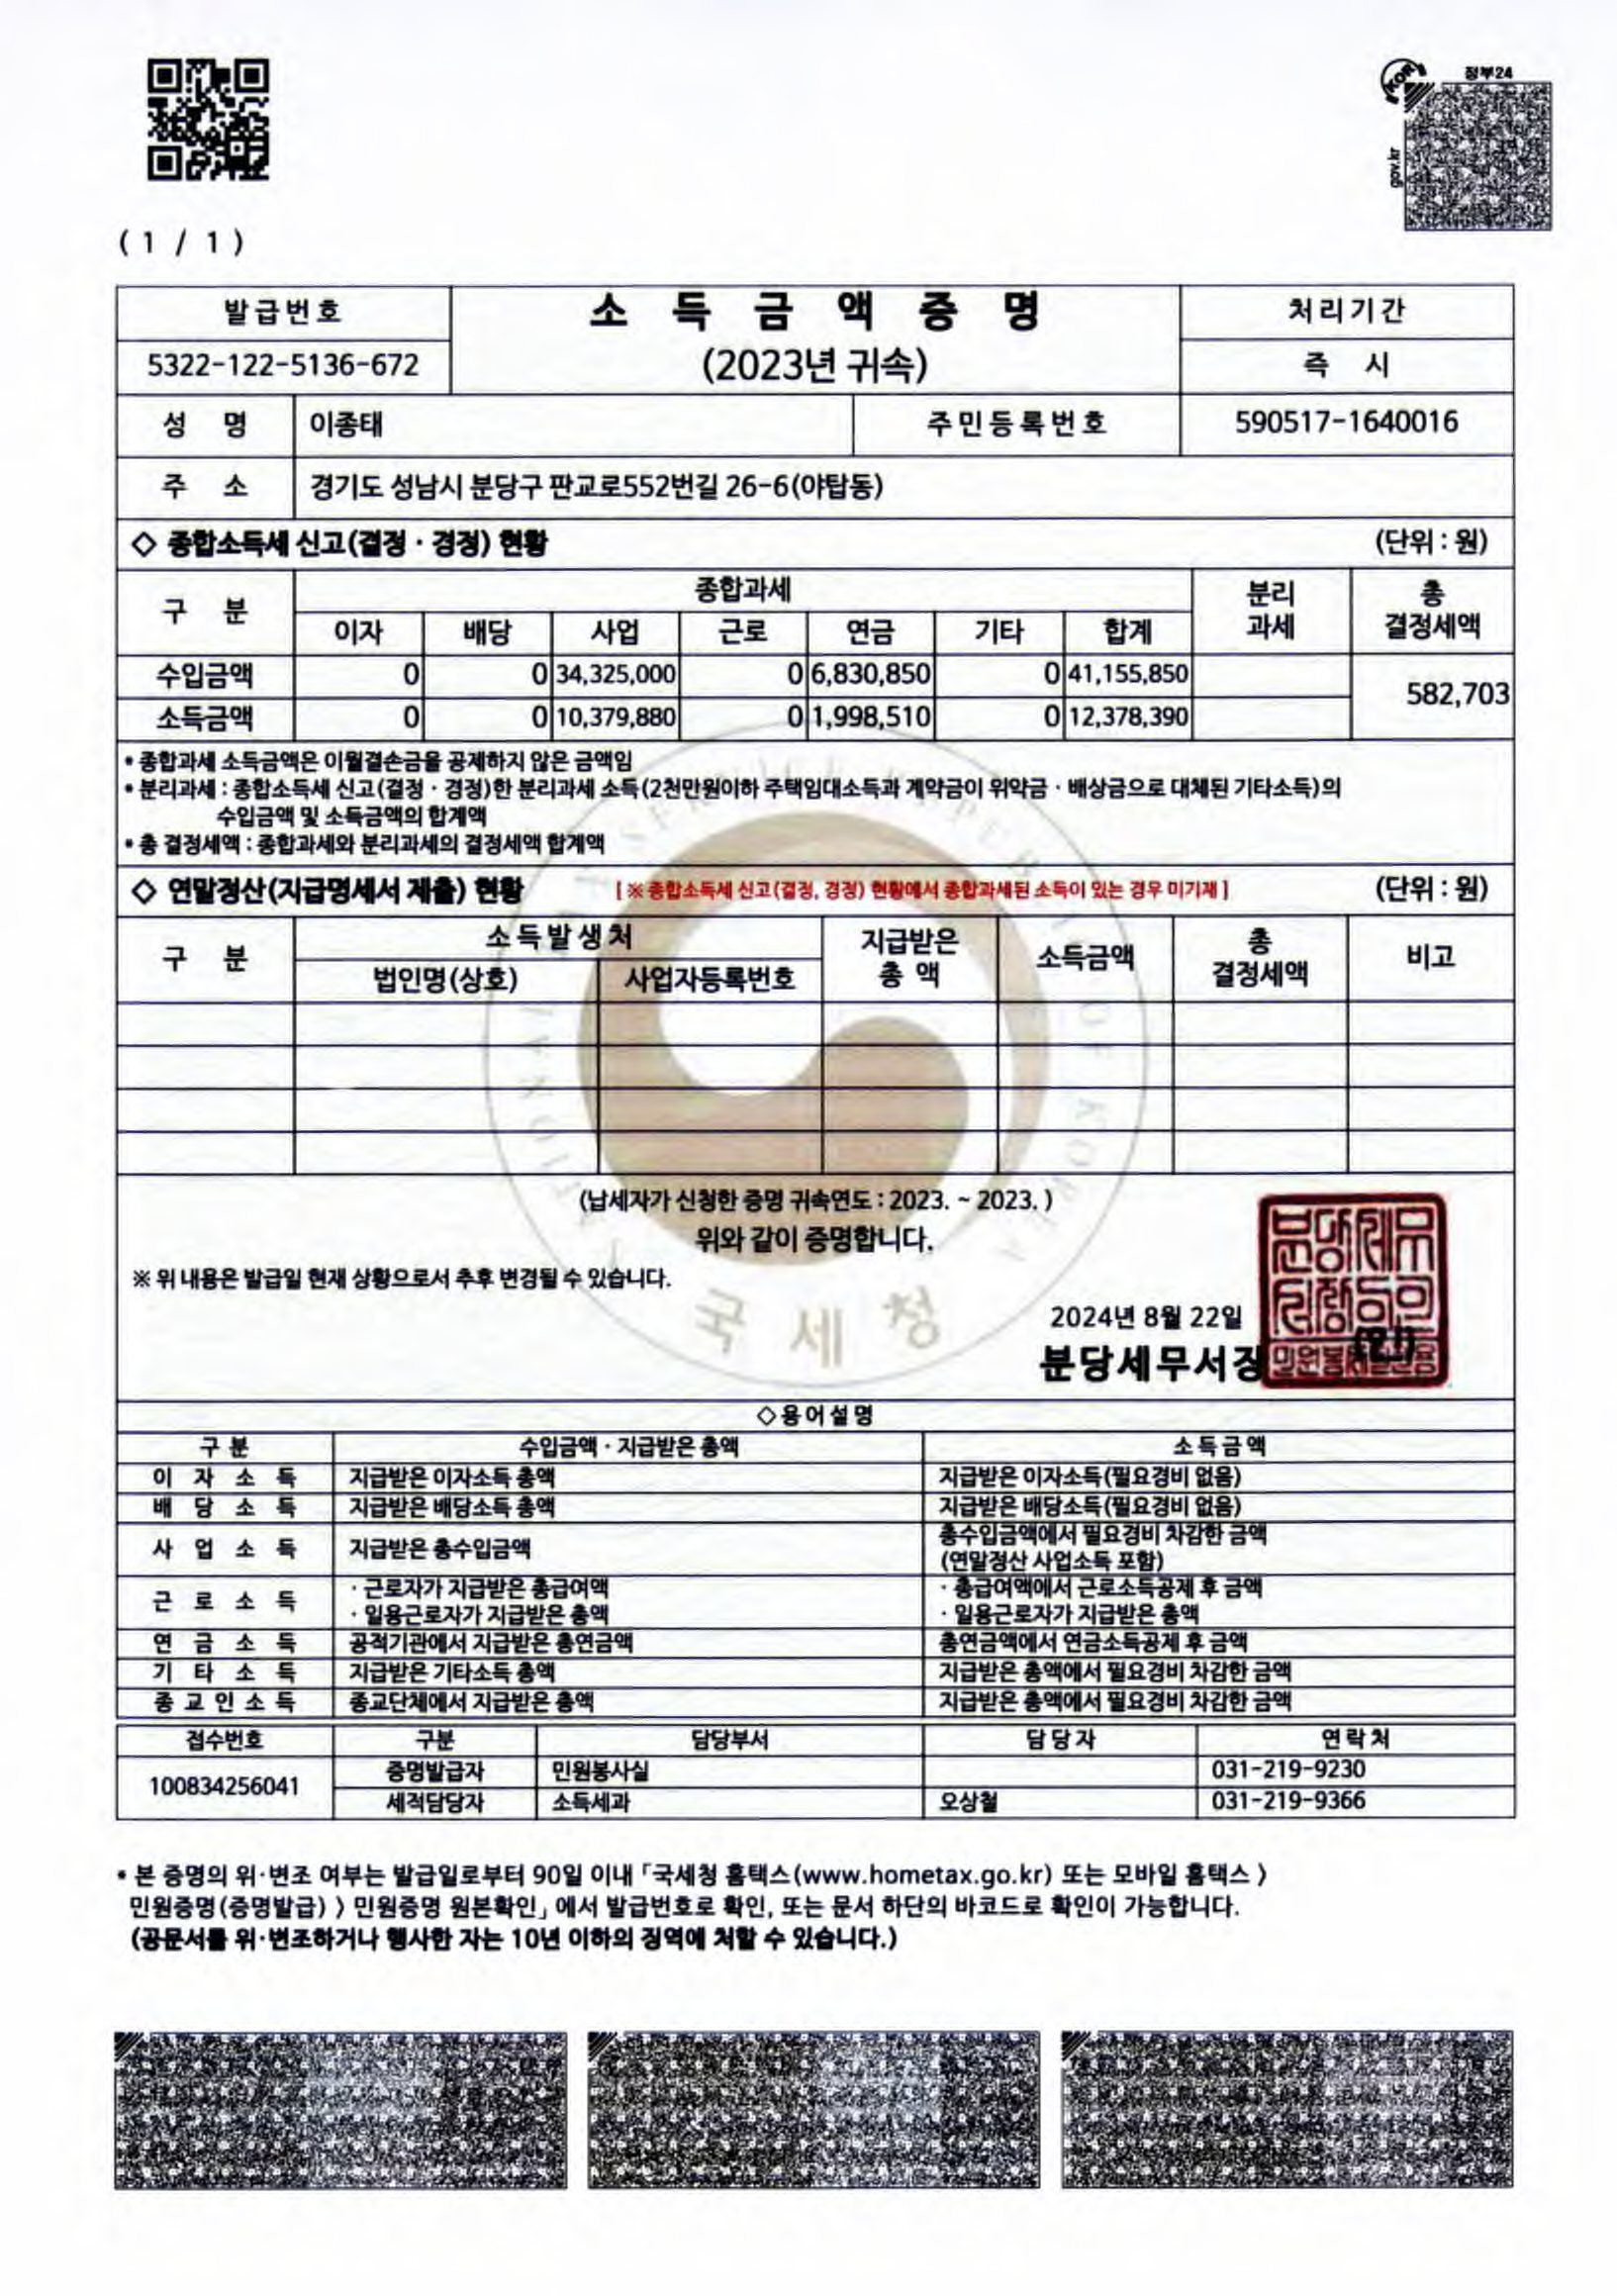 정부24
KOR
gov.kr
( 1 / 1 )
발급번호
5322-122-5136-672
소 득 금 액 증 명
(2023년 귀속)
처리기간
즉 시
성 명 이종태 주민등록번호 590517-1640016
주 소 경기도 성남시 분당구 판교로552번길 26-6(야탑동)
◇ 종합소득세 신고(결정 · 경정) 현황 (단위 : 원)
구 분 종합과세 분리과세 총결정세액
이자 배당 사업 근로 연금 기타 합계
수입금액 0 0 34,325,000 0 6,830,850 0 41,155,850 582,703
소득금액 0 0 10,379,880 0 1,998,510 0 12,378,390
* 종합과세 소득금액은 이월결손금을 공제하지 않은 금액임
* 분리과세 : 종합소득세 신고(결정 · 경정)한 분리과세 소득(2천만원이하 주택임대소득과 계약금이 위약금 · 배상금으로 대체된 기타소득)의
수입금액 및 소득금액의 합계액
* 총 결정세액 : 종합과세와 분리과세의 결정세액 합계액
◇ 연말정산(지급명세서 제출) 현황 [ ※ 종합소득세 신고(결정, 경정) 현황에서 종합과세된 소득이 있는 경우 미기재 ] (단위 : 원)
구 분 소득발생처 지급받은 총 액 소득금액 총 결정세액 비고
법인명(상호) 사업자등록번호
(납세자가 신청한 증명 귀속연도 : 2023. ~ 2023. )
위와 같이 증명합니다.
※ 위 내용은 발급일 현재 상황으로서 추후 변경될 수 있습니다.
국세청
2024년 8월 22일
분당세무서장
(인)
◇용어설명
구 분 수입금액 · 지급받은 총액 소득금액
이 자 소 득 지급받은 이자소득 총액 지급받은 이자소득(필요경비 없음)
배 당 소 득 지급받은 배당소득 총액 지급받은 배당소득(필요경비 없음)
사 업 소 득 지급받은 총수입금액 총수입금액에서 필요경비 차감한 금액
(연말정산 사업소득 포함)
근 로 소 득 · 근로자가 지급받은 총급여액 · 총급여액에서 근로소득공제 후 금액
· 일용근로자가 지급받은 총액 · 일용근로자가 지급받은 총액
연 금 소 득 공적기관에서 지급받은 총연금액 총연금액에서 연금소득공제 후 금액
기 타 소 득 지급받은 기타소득 총액 지급받은 총액에서 필요경비 차감한 금액
종 교 인 소 득 종교단체에서 지급받은 총액 지급받은 총액에서 필요경비 차감한 금액
접수번호 구분 담당부서 담당자 연락처
100834256041 증명발급자 민원봉사실 031-219-9230
세적담당자 소득세과 오상철 031-219-9366
* 본 증명의 위·변조 여부는 발급일로부터 90일 이내 「국세청 홈택스(www.hometax.go.kr) 또는 모바일 홈택스 〉
민원증명(증명발급) 〉 민원증명 원본확인」에서 발급번호로 확인, 또는 문서 하단의 바코드로 확인이 가능합니다.
(공문서를 위·변조하거나 행사한 자는 10년 이하의 징역에 처할 수 있습니다.)